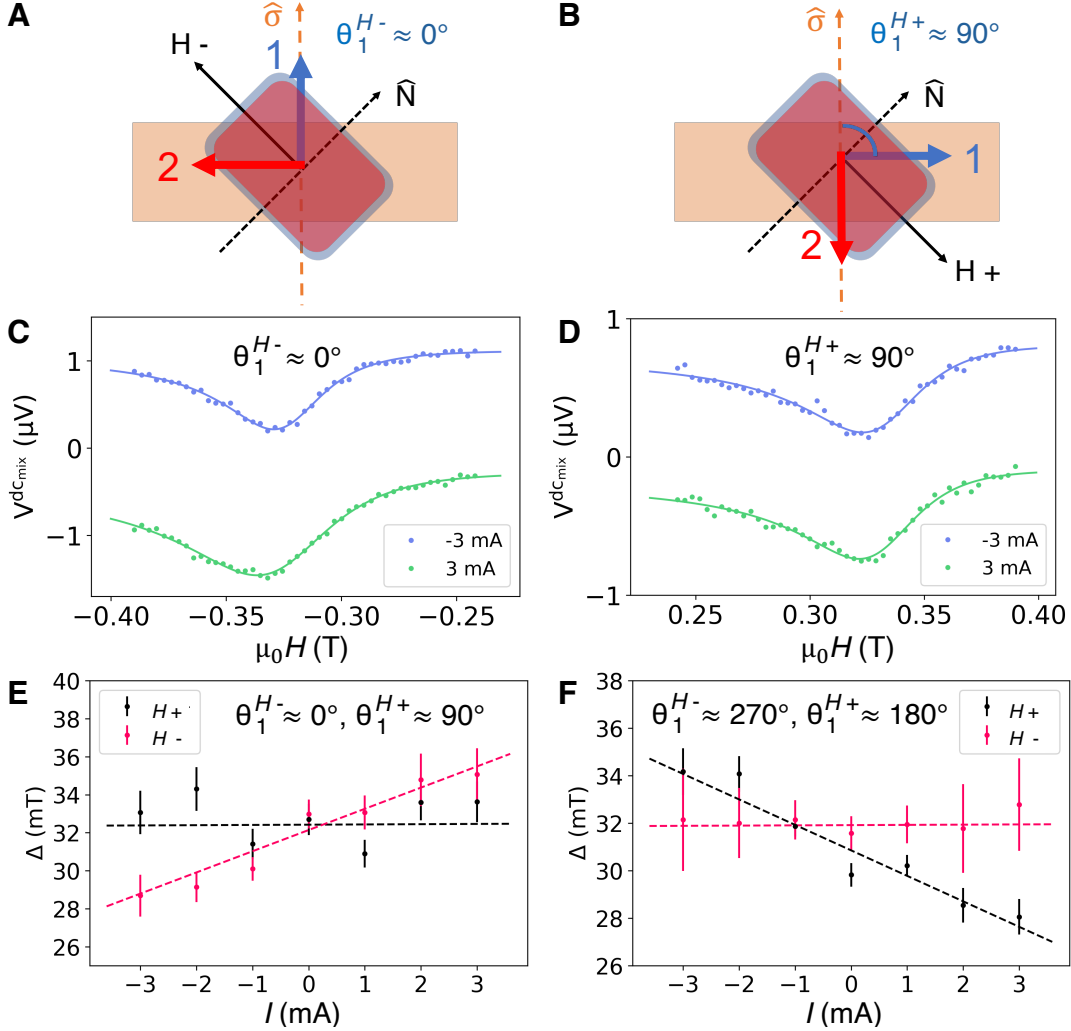 A
σ̂
θ₁ᴴ⁻ ≈ 0°
H -
1
N̂
2
B
σ̂
θ₁ᴴ⁺ ≈ 90°
N̂
1
2
H +
C
θ₁ᴴ⁻ ≈ 0°
1
0
−1
V^dc_mix (μV)
-3 mA
3 mA
−0.40 −0.35 −0.30 −0.25
μ₀H (T)
D
θ₁ᴴ⁺ ≈ 90°
1
0
−1
V^dc_mix (μV)
-3 mA
3 mA
0.25 0.30 0.35 0.40
μ₀H (T)
E
H+
H -
θ₁ᴴ⁻ ≈ 0°, θ₁ᴴ⁺ ≈ 90°
40
38
36
34
32
30
28
26
Δ (mT)
−3 −2 −1 0 1 2 3
I (mA)
F
θ₁ᴴ⁻ ≈ 270°, θ₁ᴴ⁺ ≈ 180°
H+
H -
38
36
34
32
30
28
26
Δ (mT)
−3 −2 −1 0 1 2 3
I (mA)